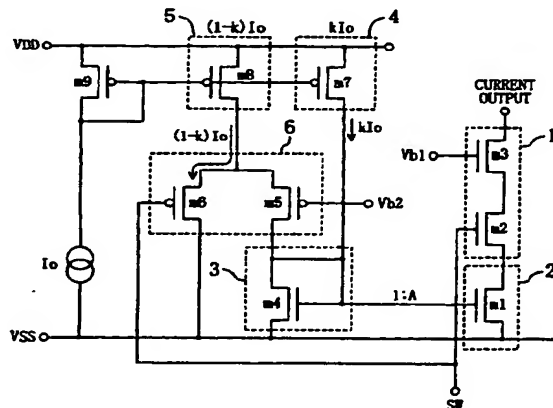 5 (1-k)Io kIo 4
VDD
m9 m8 m7
CURRENT
OUTPUT
(1-k)Io 6 kIo
1
Vb1 m3
m6 m5 Vb2
m2
Io 3 2
m4 1:A m1
VSS
SW